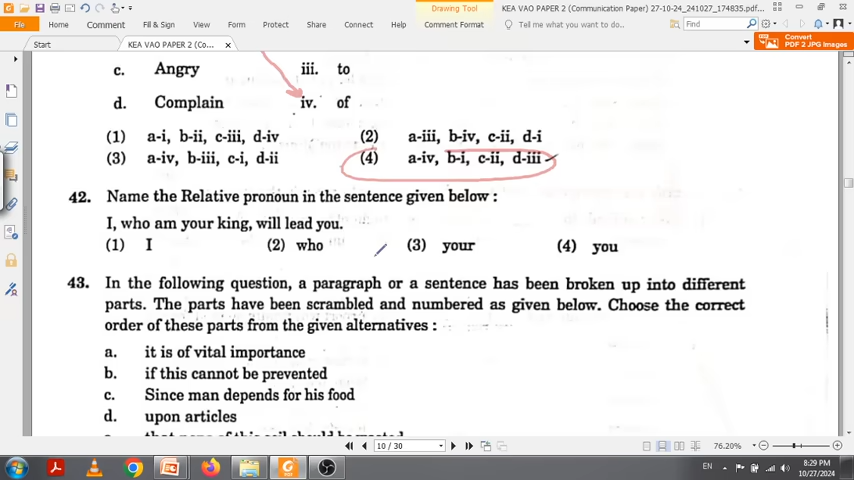 Drawing Tool
KEA VAO PAPER 2 (Communication Paper) 27-10-24_241027_174835.pdf...
File
Home
Comment
Fill & Sign
View
Form
Protect
Share
Connect
Help
Comment Format
Tell me what you want to do...
Find
Start
KEA VAO PAPER 2 (Co...
Convert
PDF 2 JPG Images
c. Angry iii. to
d. Complain iv. of
(1) a-i, b-ii, c-iii, d-iv (2) a-iii, b-iv, c-ii, d-i
(3) a-iv, b-iii, c-i, d-ii (4) a-iv, b-i, c-ii, d-iii
42. Name the Relative pronoun in the sentence given below :
I, who am your king, will lead you.
(1) I (2) who (3) your (4) you
43. In the following question, a paragraph or a sentence has been broken up into different
parts. The parts have been scrambled and numbered as given below. Choose the correct
order of these parts from the given alternatives :
a. it is of vital importance
b. if this cannot be prevented
c. Since man depends for his food
d. upon articles
10 / 30
76.20%
EN
8:29 PM
10/27/2024